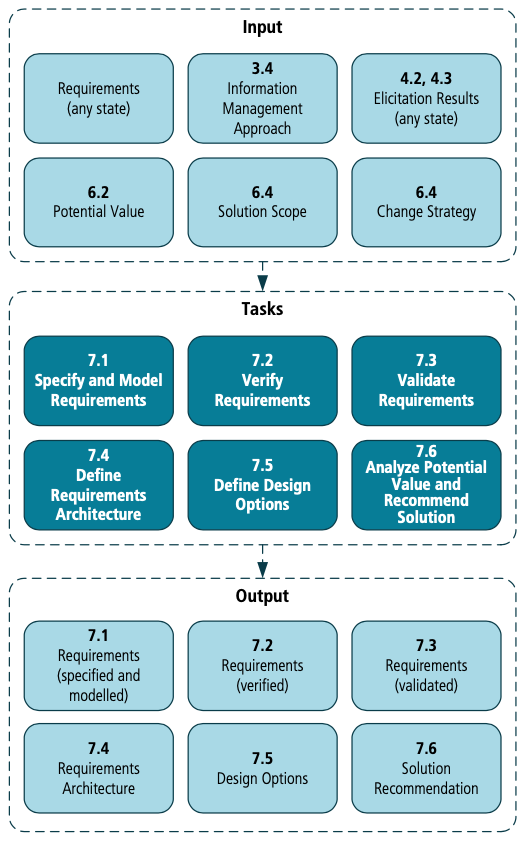 Input
Requirements
(any state)
3.4
Information
Management
Approach
4.2, 4.3
Elicitation Results
(any state)
6.2
Potential Value
6.4
Solution Scope
6.4
Change Strategy
Tasks
7.1
Specify and Model
Requirements
7.2
Verify
Requirements
7.3
Validate
Requirements
7.4
Define
Requirements
Architecture
7.5
Define Design
Options
7.6
Analyze Potential
Value and
Recommend
Solution
Output
7.1
Requirements
(specified and
modelled)
7.2
Requirements
(verified)
7.3
Requirements
(validated)
7.4
Requirements
Architecture
7.5
Design Options
7.6
Solution
Recommendation